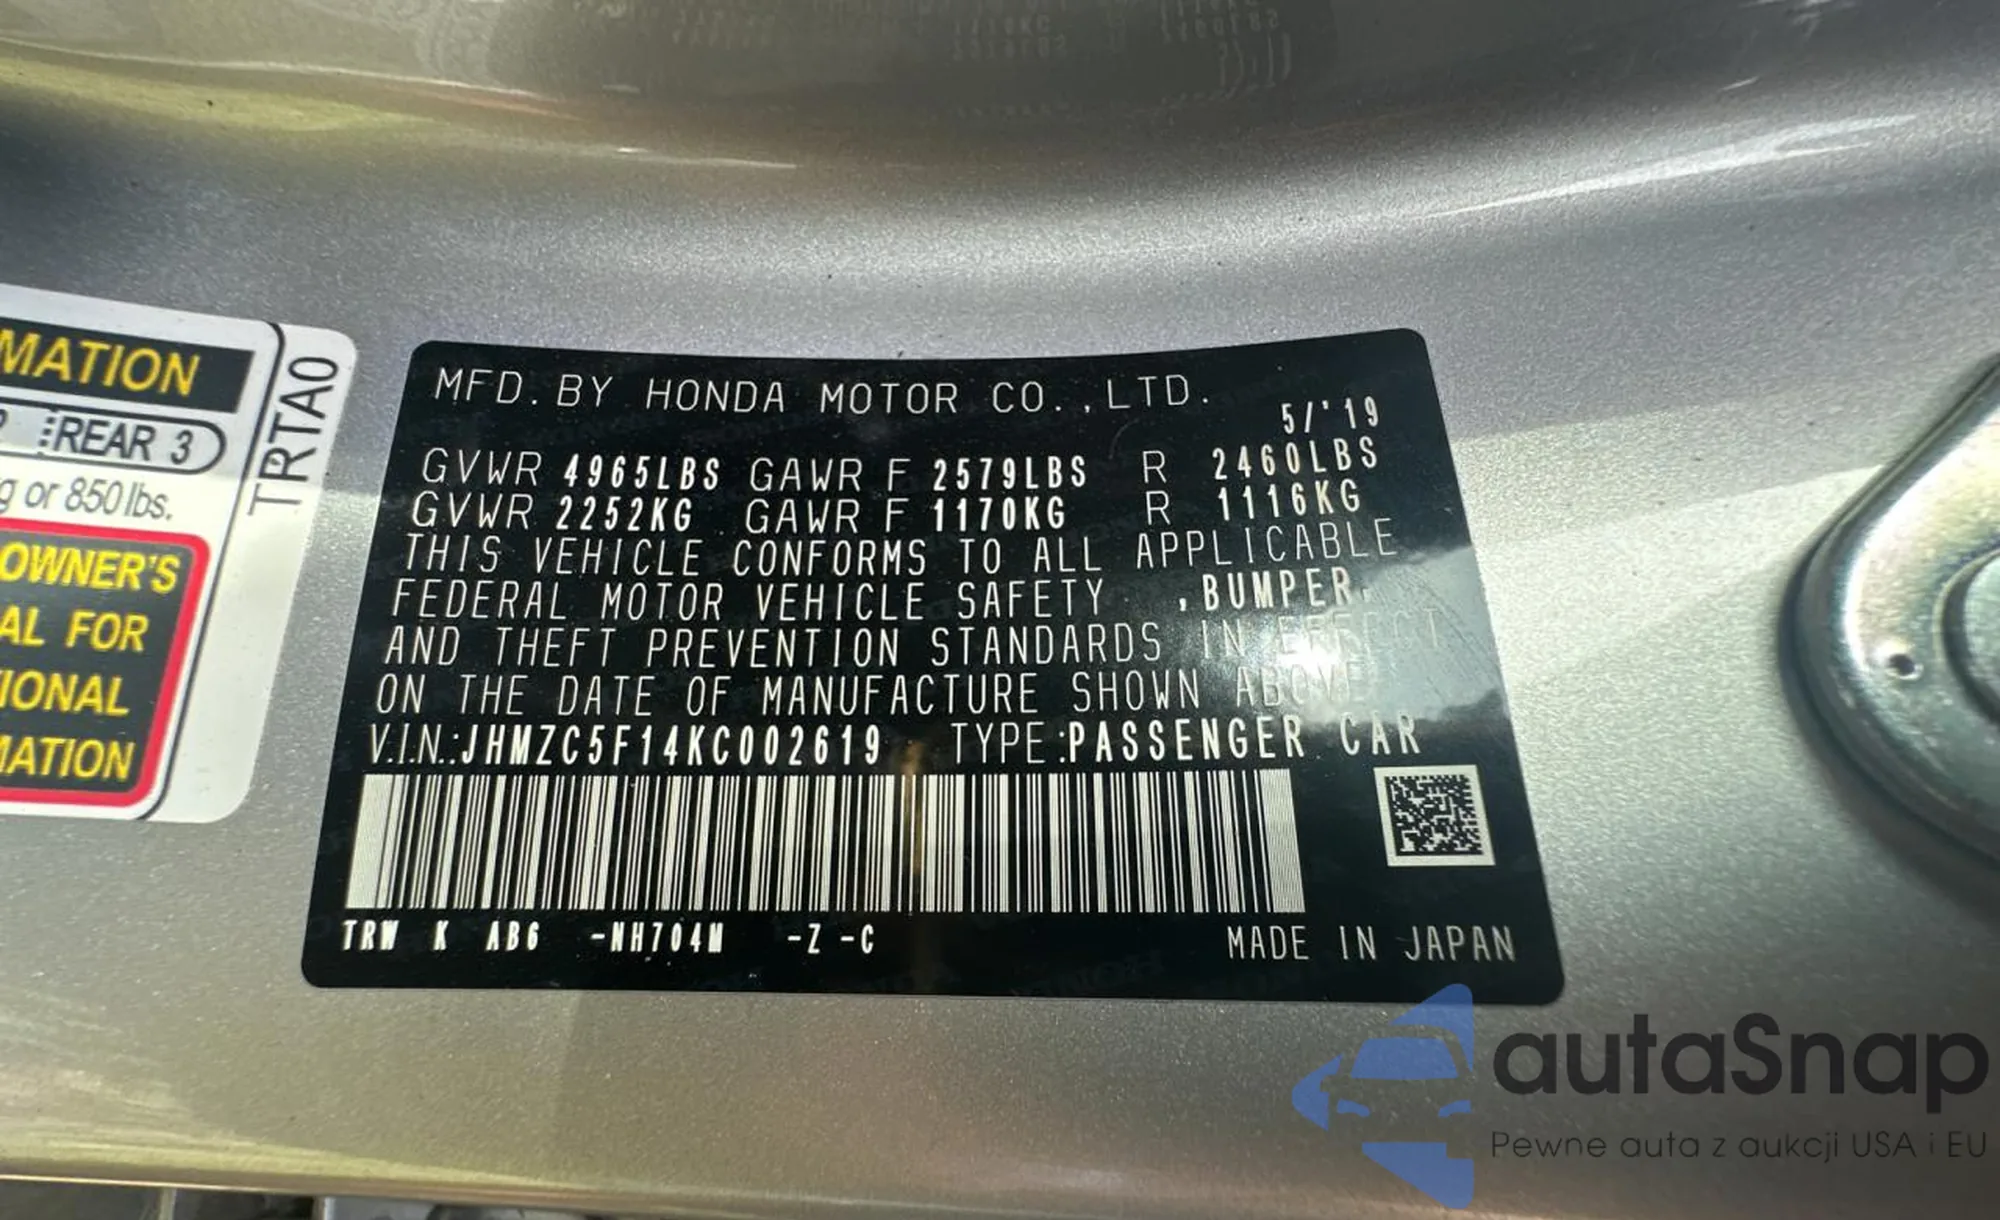 MATION
REAR 3
g or 850 lbs.
OWNER'S
AL FOR
IONAL
MATION
TRTA0
MFD. BY HONDA MOTOR CO., LTD.
5/'19
GVWR 4965LBS GAWR F 2579LBS R 2460LBS
GVWR 2252KG GAWR F 1170KG R 1116KG
THIS VEHICLE CONFORMS TO ALL APPLICABLE
FEDERAL MOTOR VEHICLE SAFETY ,BUMPER,
AND THEFT PREVENTION STANDARDS IN EFFECT
ON THE DATE OF MANUFACTURE SHOWN ABOVE
V.I.N.:JHMZC5F14KC002619 TYPE:PASSENGER CAR
TRW K AB6 -NH704M -Z -C
MADE IN JAPAN
autaSnap
Pewne auta z aukcji USA i EU